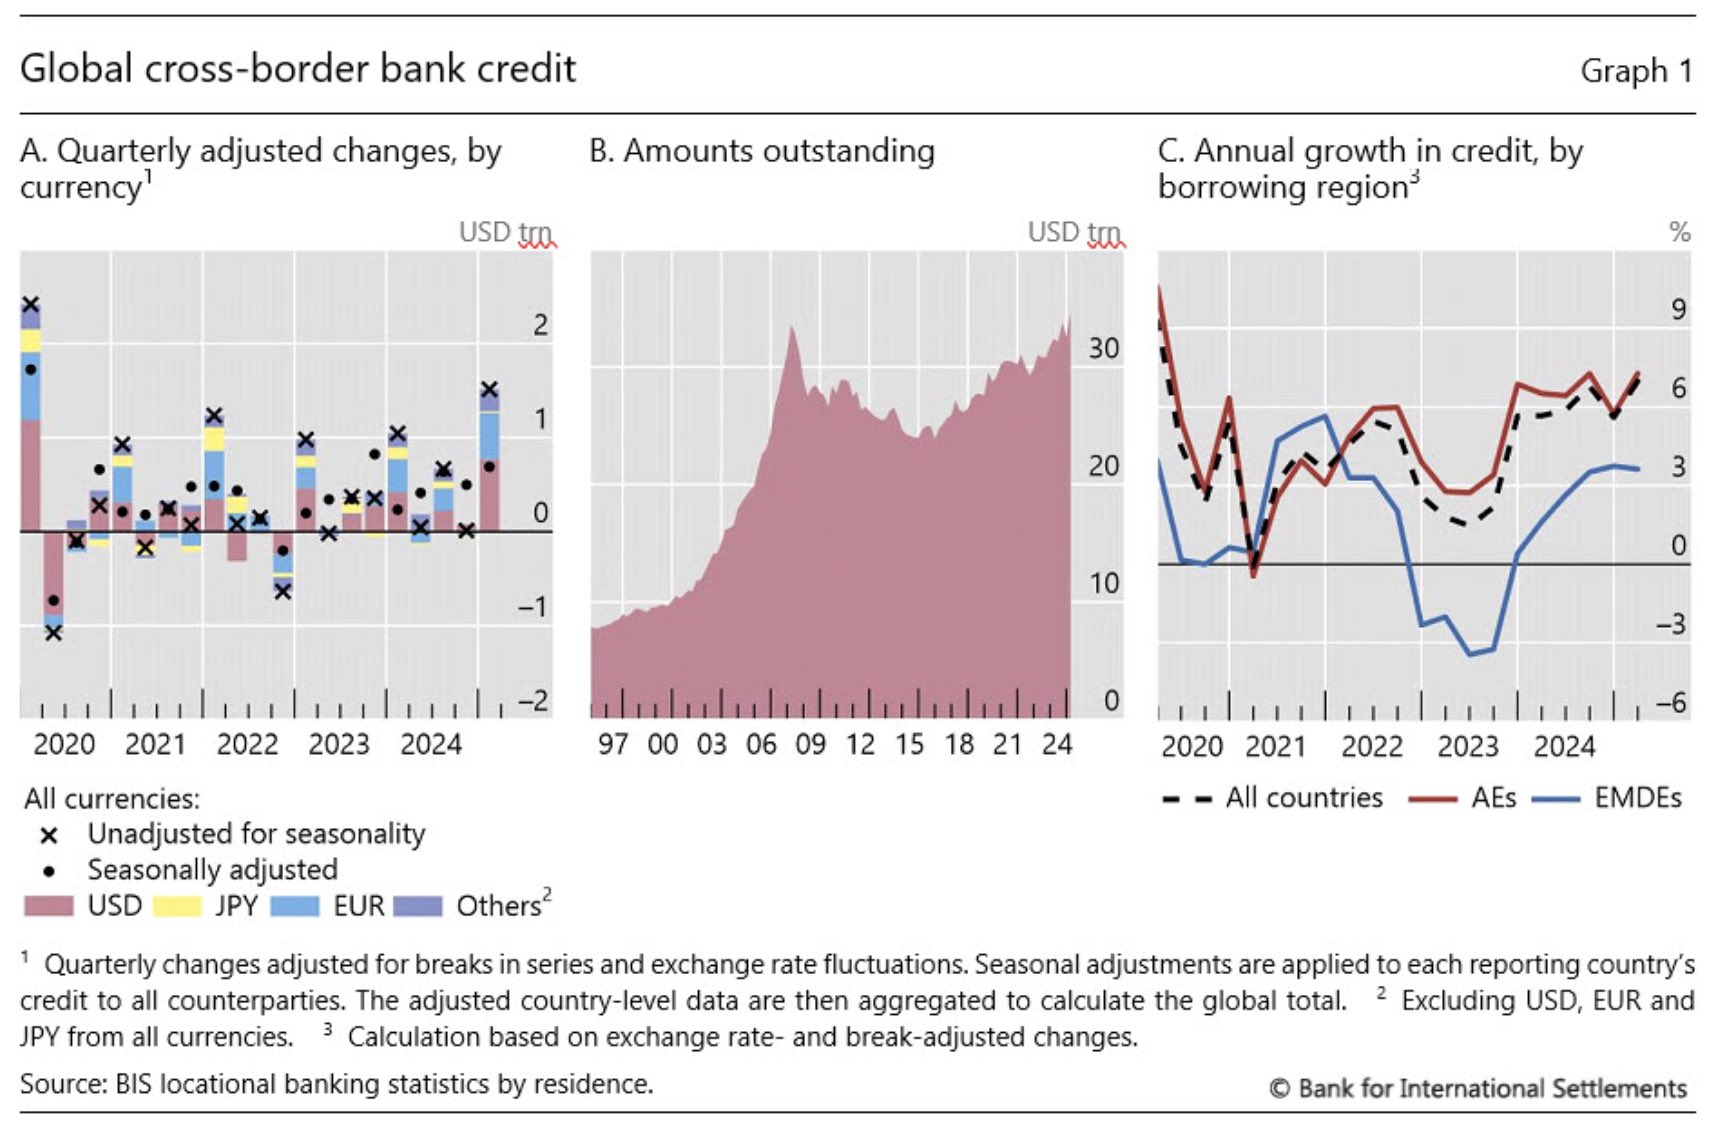 Global cross-border bank credit
Graph 1
A. Quarterly adjusted changes, by
currency¹
USD trn
2
1
0
–1
–2
2020 2021 2022 2023 2024
All currencies:
Unadjusted for seasonality
Seasonally adjusted
USD JPY EUR Others²
B. Amounts outstanding
USD trn
30
20
10
0
97 00 03 06 09 12 15 18 21 24
C. Annual growth in credit, by
borrowing region³
%
9
6
3
0
–3
–6
2020 2021 2022 2023 2024
All countries AEs EMDEs
¹ Quarterly changes adjusted for breaks in series and exchange rate fluctuations. Seasonal adjustments are applied to each reporting country’s
credit to all counterparties. The adjusted country-level data are then aggregated to calculate the global total. ² Excluding USD, EUR and
JPY from all currencies. ³ Calculation based on exchange rate- and break-adjusted changes.
Source: BIS locational banking statistics by residence.
© Bank for International Settlements